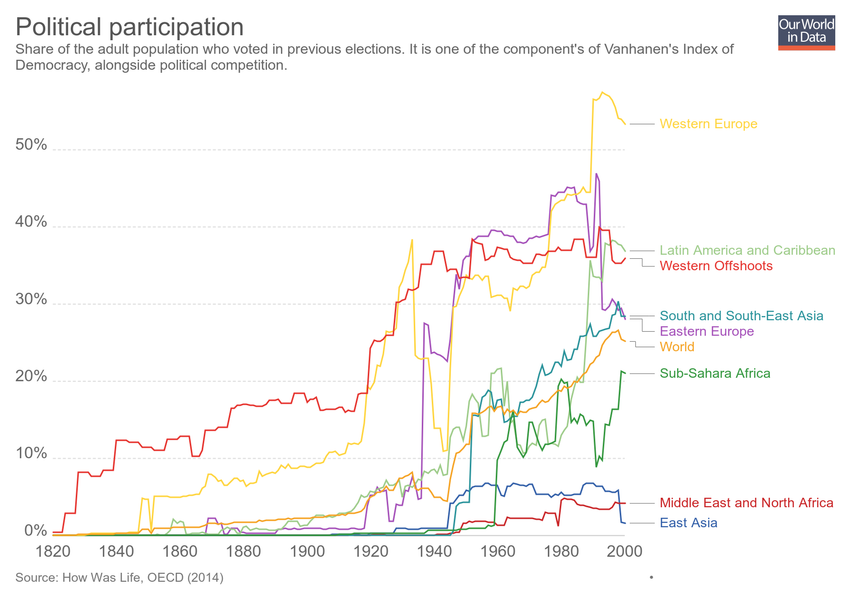 Political participation
Our World
in Data
Share of the adult population who voted in previous elections. It is one of the component's of Vanhanen's Index of
Democracy, alongside political competition.
50%
40%
30%
20%
10%
0%
1820 1840 1860 1880 1900 1920 1940 1960 1980 2000
Western Europe
Latin America and Caribbean
Western Offshoots
South and South-East Asia
Eastern Europe
World
Sub-Sahara Africa
Middle East and North Africa
East Asia
Source: How Was Life, OECD (2014)